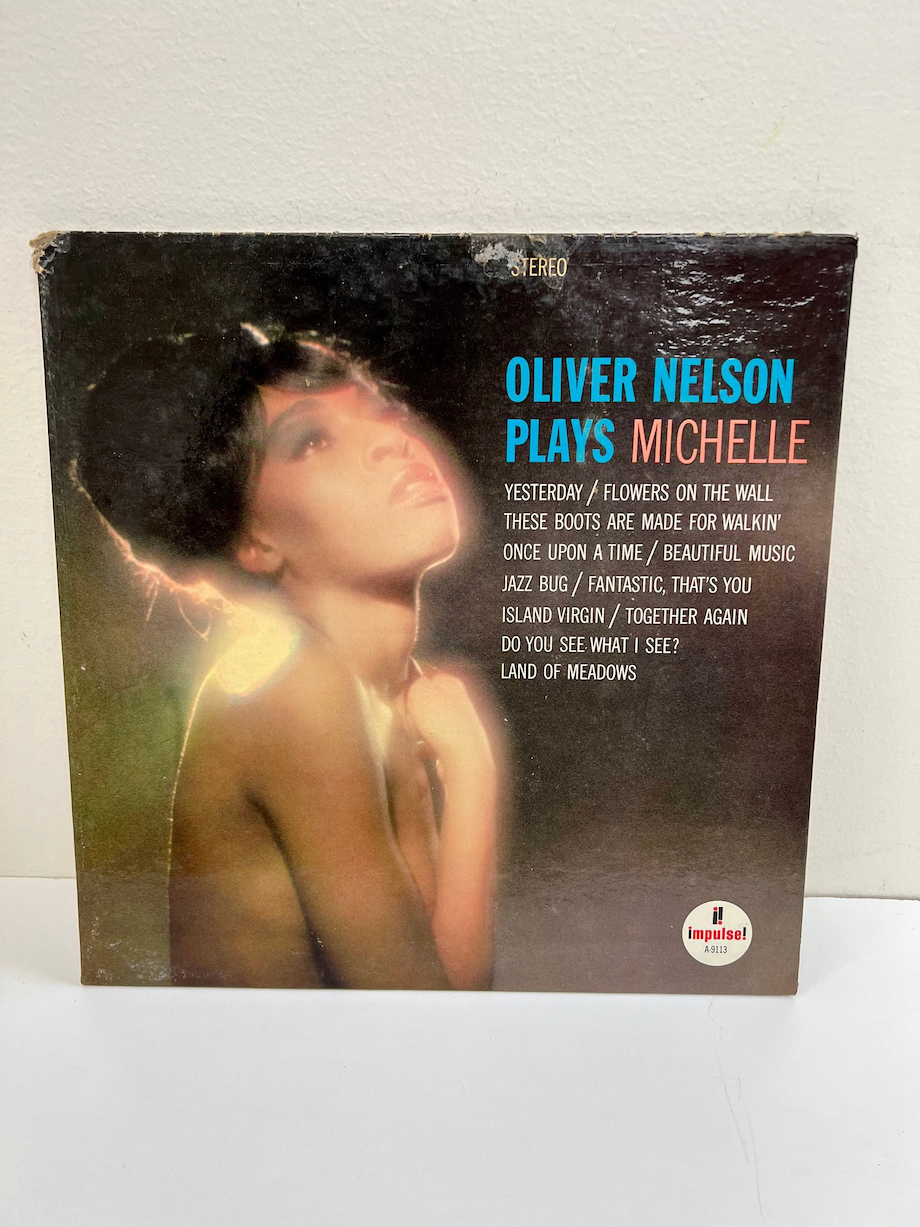 STEREO
OLIVER NELSON
PLAYS MICHELLE
YESTERDAY / FLOWERS ON THE WALL
THESE BOOTS ARE MADE FOR WALKIN'
ONCE UPON A TIME / BEAUTIFUL MUSIC
JAZZ BUG / FANTASTIC, THAT'S YOU
ISLAND VIRGIN / TOGETHER AGAIN
DO YOU SEE WHAT I SEE?
LAND OF MEADOWS
i!
impulse!
A-9113